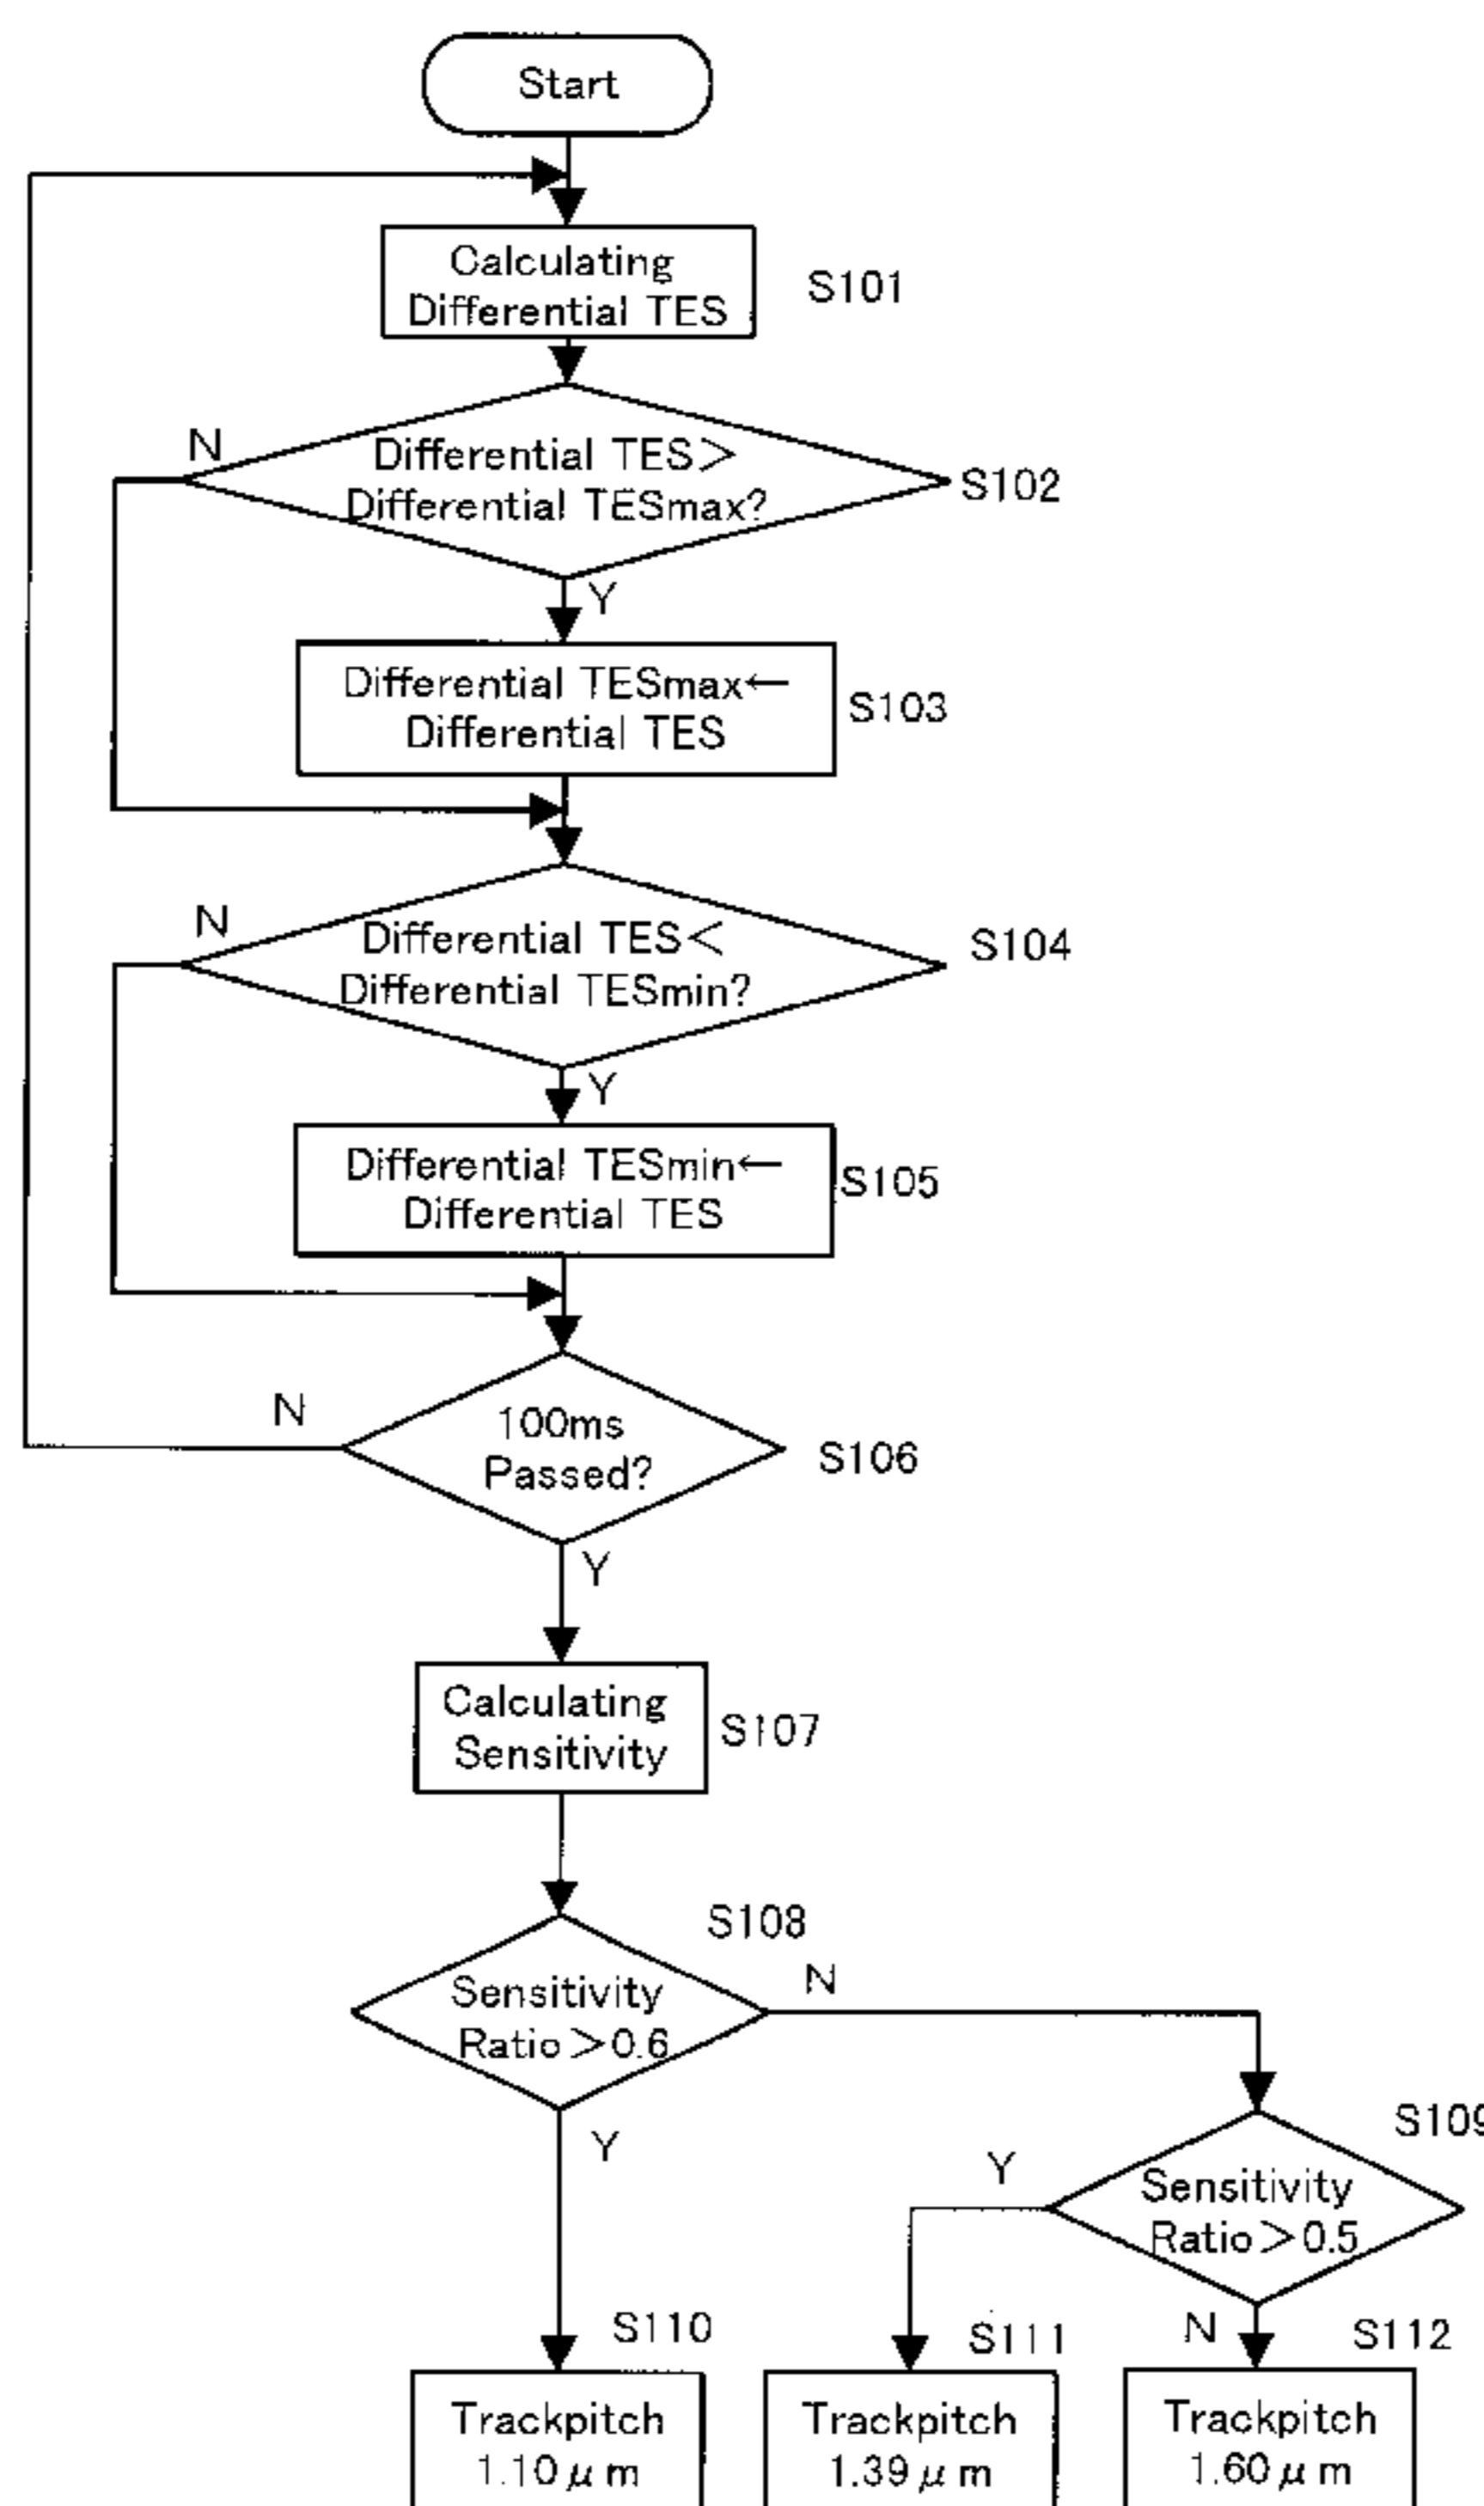 Start
Calculating
Differential TES
S101
N
Differential TES>
Differential TESmax?
S102
Y
Differential TESmax←
Differential TES
S103
N
Differential TES<
Differential TESmin?
S104
Y
Differential TESmin←
Differential TES
S105
N
100ms
Passed?
S106
Y
Calculating
Sensitivity
S107
S108
Sensitivity
Ratio>0.6
N
Y
S109
Y
Sensitivity
Ratio>0.5
N
S110
S111
S112
Trackpitch
1.10μm
Trackpitch
1.39μm
Trackpitch
1.60μm